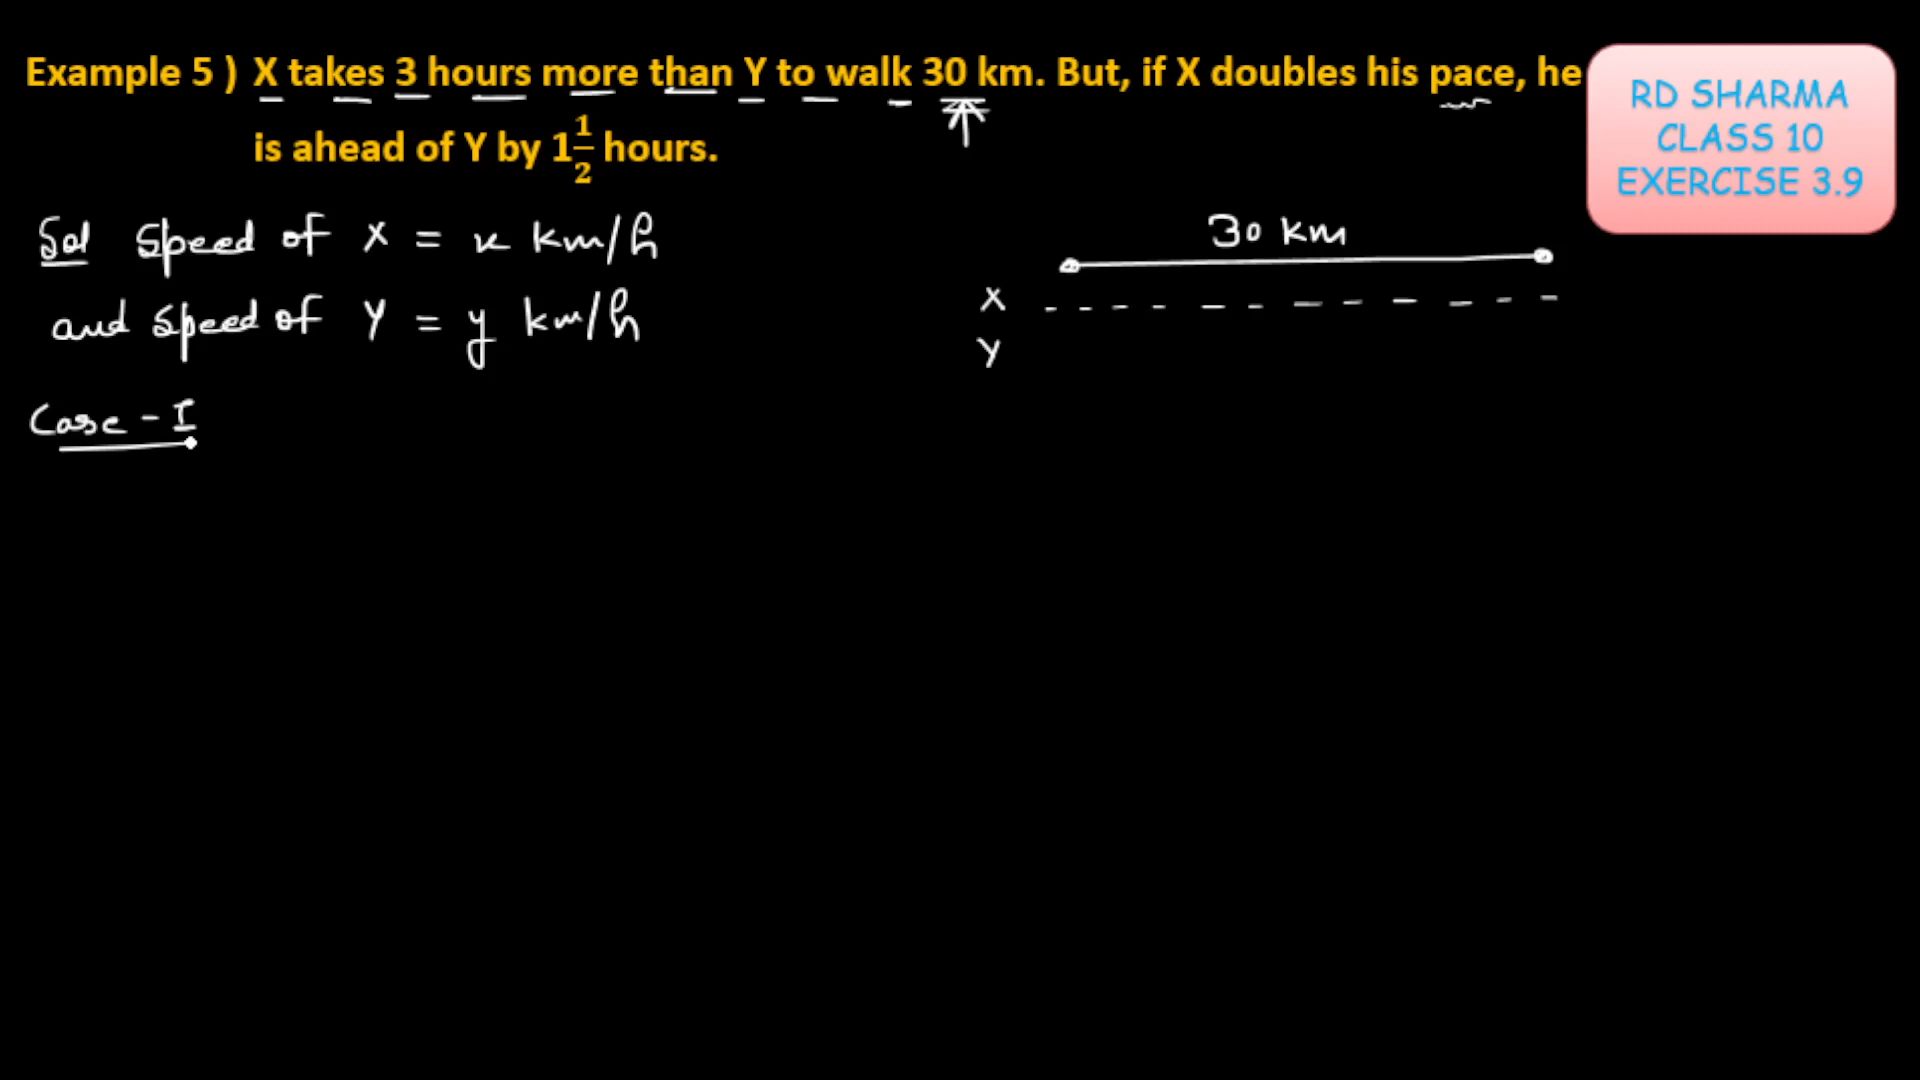 Example 5 ) X takes 3 hours more than Y to walk 30 km. But, if X doubles his pace, he
is ahead of Y by 1 1/2 hours.
RD SHARMA
CLASS 10
EXERCISE 3.9
Sol Speed of X = x km/h
and speed of Y = y km/h
30 km
X
Y
Case - I